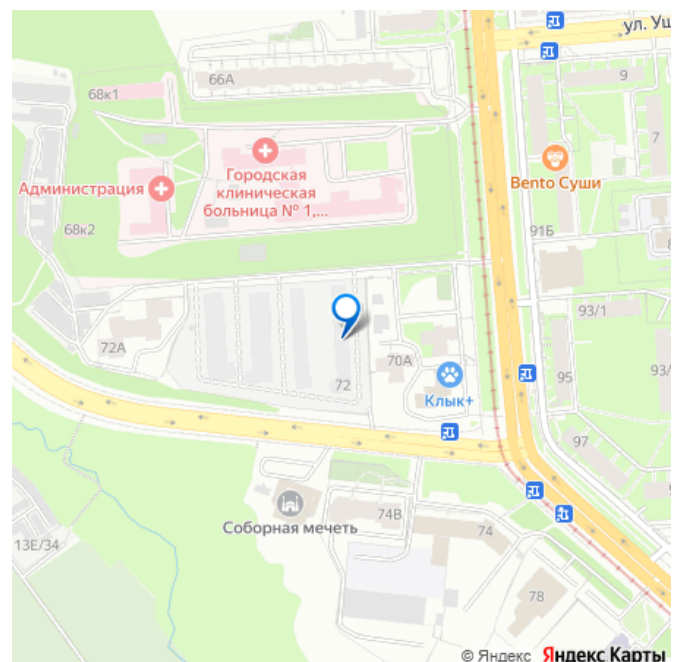 ул. Уш
66А
9
68к1
7
Городская
клиническая
больница № 1,...
Администрация
Bento Суши
68к2
91Б
8
93/1
72А
70А
72
Клык+
95
93/
97
9
Соборная мечеть
74В
74
13Е/34
78
© Яндекс Яндекс Карты